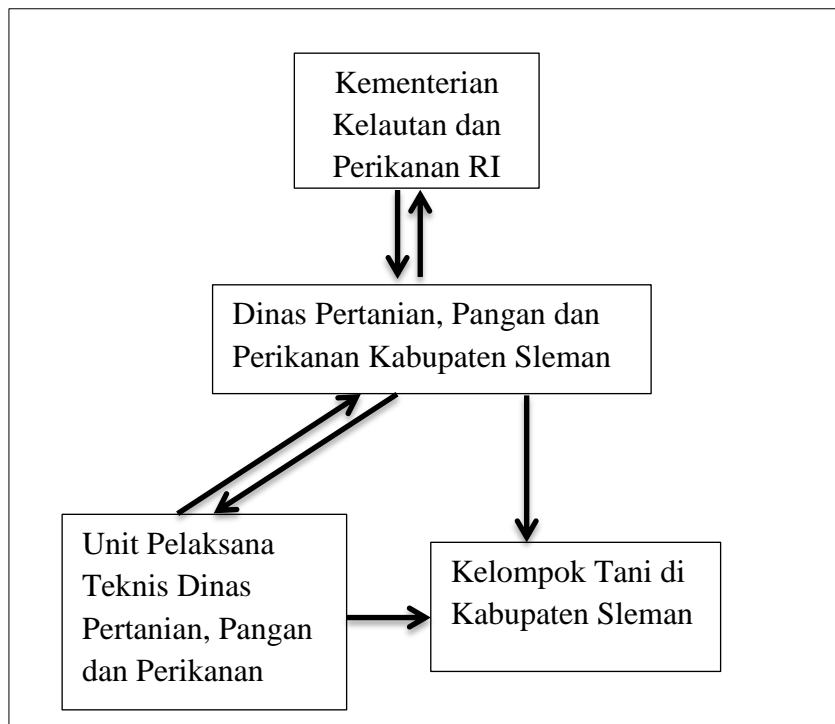 Kementerian
Kelautan dan
Perikanan RI
Dinas Pertanian, Pangan dan
Perikanan Kabupaten Sleman
Unit Pelaksana
Teknis Dinas
Pertanian, Pangan
dan Perikanan
Kelompok Tani di
Kabupaten Sleman